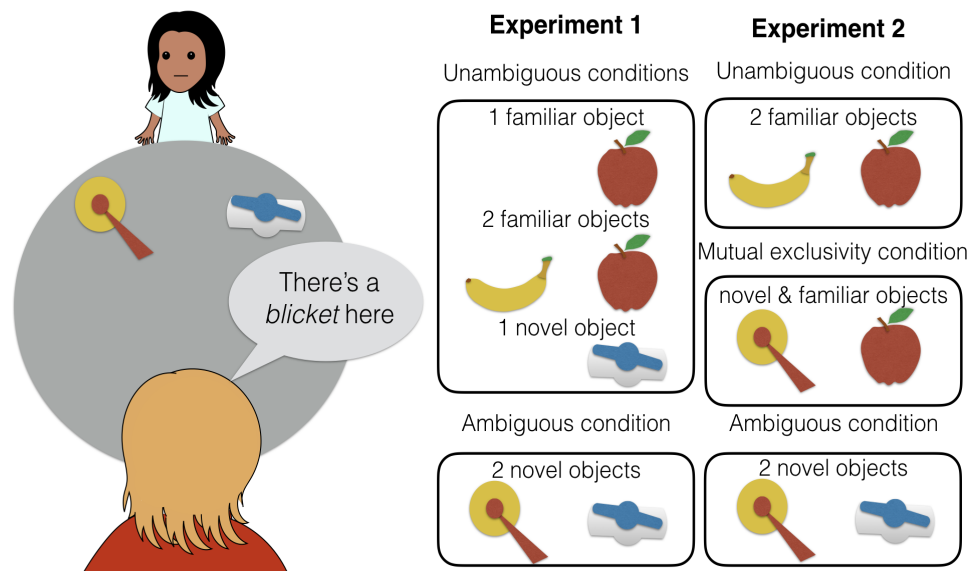 There's a
blicket here
Experiment 1
Unambiguous conditions
1 familiar object
2 familiar objects
1 novel object
Ambiguous condition
2 novel objects
Experiment 2
Unambiguous condition
2 familiar objects
Mutual exclusivity condition
novel & familiar objects
Ambiguous condition
2 novel objects